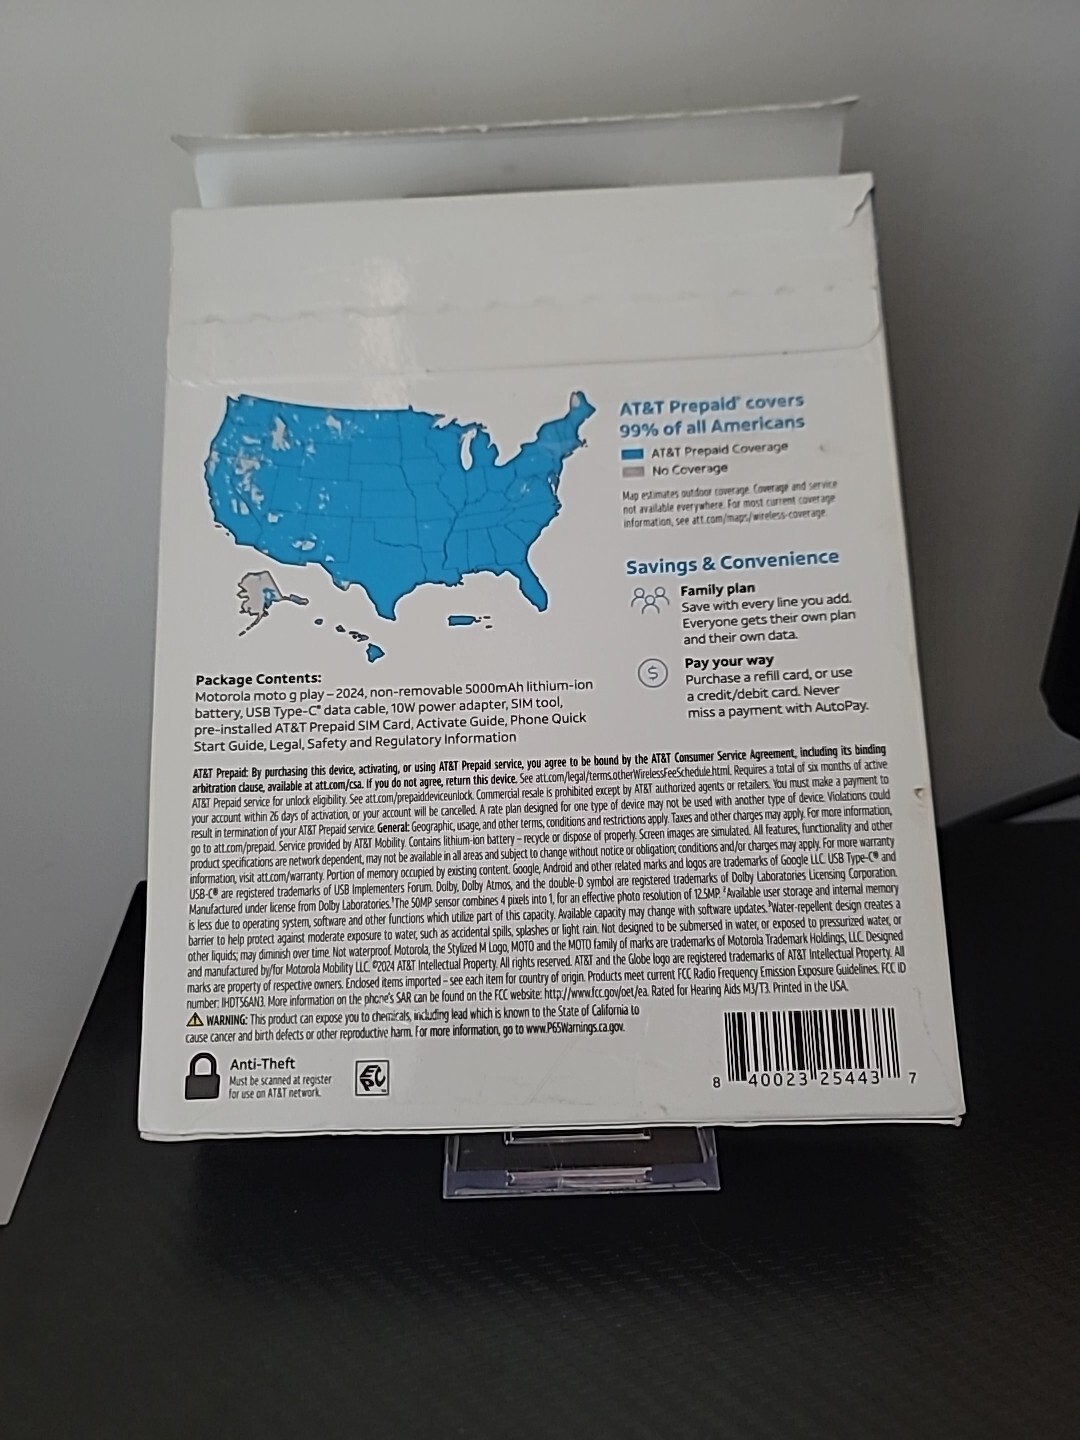 AT&T Prepaid® covers
99% of all Americans
AT&T Prepaid Coverage
No Coverage
Map estimates outdoor coverage. Coverage and service
not available everywhere. For most current coverage
information, see att.com/maps/wireless-coverage.
Savings & Convenience
Family plan
Save with every line you add.
Everyone gets their own plan
and their own data.
$
Pay your way
Purchase a refill card, or use
a credit/debit card. Never
miss a payment with AutoPay.
Package Contents:
Motorola moto g play – 2024, non-removable 5000mAh lithium-ion
battery, USB Type-C® data cable, 10W power adapter, SIM tool,
pre-installed AT&T Prepaid SIM Card, Activate Guide, Phone Quick
Start Guide, Legal, Safety and Regulatory Information
AT&T Prepaid: By purchasing this device, activating, or using AT&T Prepaid service, you agree to be bound by the AT&T Consumer Service Agreement, including its binding
arbitration clause, available at att.com/csa. If you do not agree, return this device. See att.com/legal/terms.otherWirelessFeeSchedule.html. Requires a total of six months of active
AT&T Prepaid service for unlock eligibility. See att.com/prepaiddeviceunlock. Commercial resale is prohibited except by AT&T authorized agents or retailers. You must make a payment to
your account within 26 days of activation, or your account will be cancelled. A rate plan designed for one type of device may not be used with another type of device. Violations could
result in termination of your AT&T Prepaid service. General: Geographic, usage, and other terms, conditions and restrictions apply. Taxes and other charges may apply. For more information,
go to att.com/prepaid. Service provided by AT&T Mobility. Contains lithium-ion battery – recycle or dispose of properly. Screen images are simulated. All features, functionality and other
product specifications are network dependent, may not be available in all areas and subject to change without notice or obligation; conditions and/or charges may apply. For more warranty
information, visit att.com/warranty. Portion of memory occupied by existing content. Google, Android and other related marks and logos are trademarks of Google LLC. USB Type-C® and
USB-C® are registered trademarks of USB Implementers Forum. Dolby, Dolby Atmos, and the double-D symbol are registered trademarks of Dolby Laboratories Licensing Corporation.
Manufactured under license from Dolby Laboratories. ¹The 50MP sensor combines 4 pixels into 1, for an effective photo resolution of 12.5MP. ²Available user storage and internal memory
is less due to operating system, software and other functions which utilize part of this capacity. Available capacity may change with software updates. ³Water-repellent design creates a
barrier to help protect against moderate exposure to water, such as accidental spills, splashes or light rain. Not designed to be submersed in water, or exposed to pressurized water, or
other liquids; may diminish over time. Not waterproof. Motorola, the Stylized M Logo, MOTO and the MOTO family of marks are trademarks of Motorola Trademark Holdings, LLC. Designed
and manufactured by/for Motorola Mobility LLC. ©2024 AT&T Intellectual Property. All rights reserved. AT&T and the Globe logo are registered trademarks of AT&T Intellectual Property. All
marks are property of respective owners. Enclosed items imported – see each item for country of origin. Products meet current FCC Radio Frequency Emission Exposure Guidelines. FCC ID
number: IHDT56AN3. More information on the phone's SAR can be found on the FCC website: http://www.fcc.gov/oet/ea. Rated for Hearing Aids M3/T3. Printed in the USA.
WARNING: This product can expose you to chemicals, including lead which is known to the State of California to
cause cancer and birth defects or other reproductive harm. For more information, go to www.P65Warnings.ca.gov.
Anti-Theft
Must be scanned at register
for use on AT&T network.
EPC
8 40023 25443 7